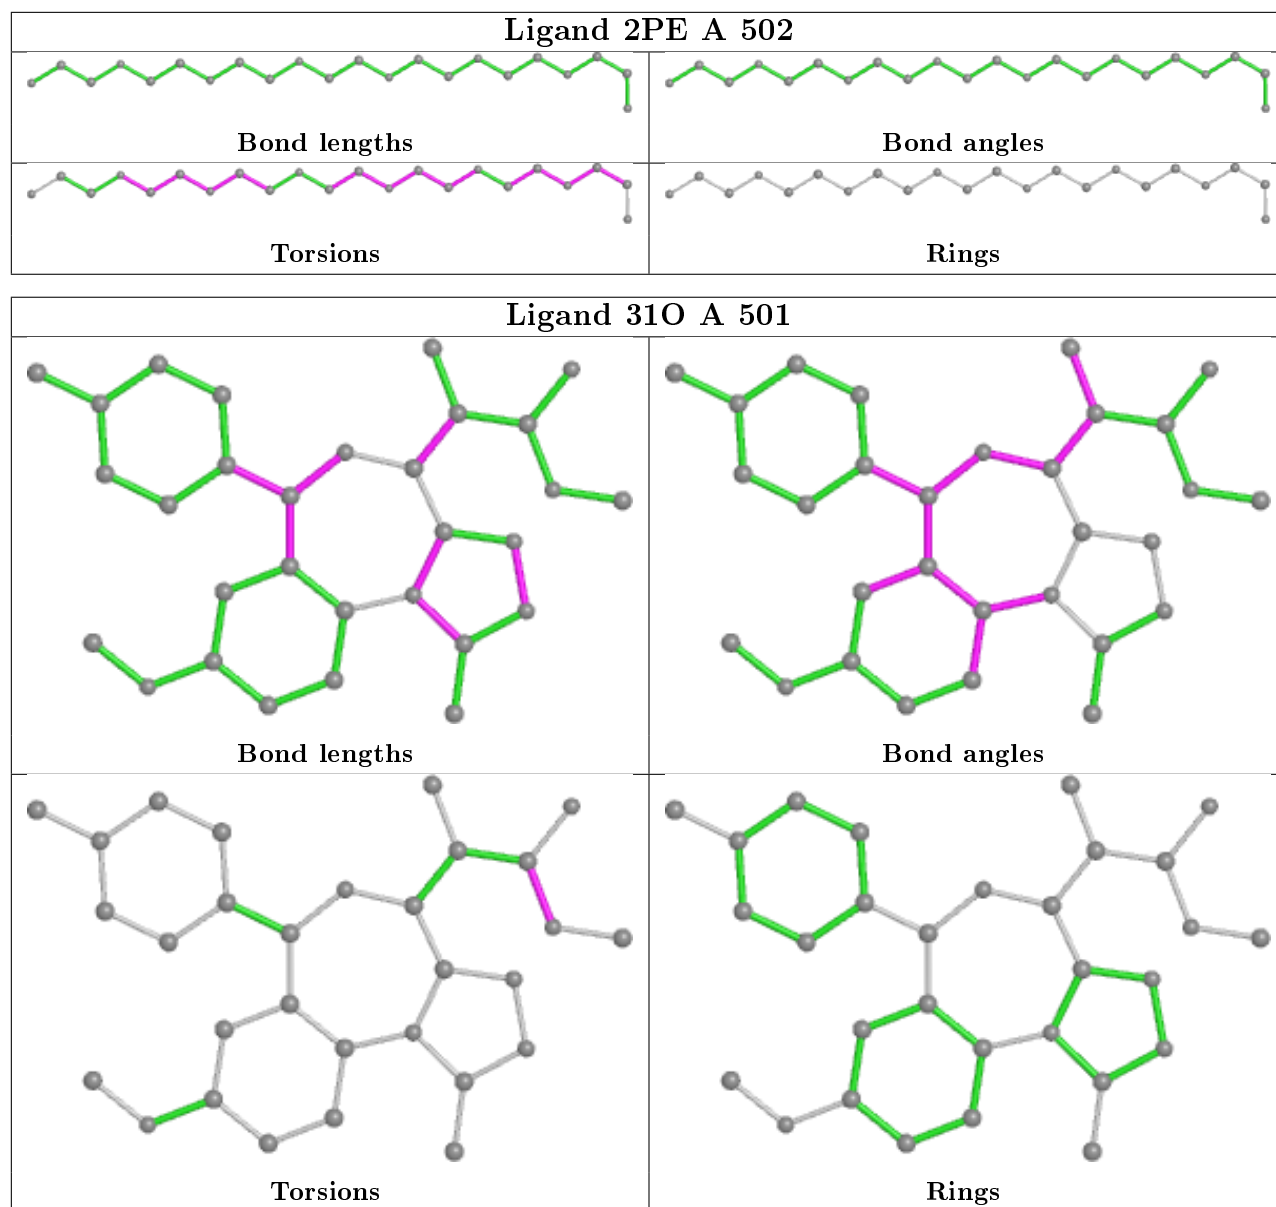 Ligand 2PE A 502
Bond lengths
Bond angles
Torsions
Rings
Ligand 31O A 501
Bond lengths
Bond angles
Torsions
Rings